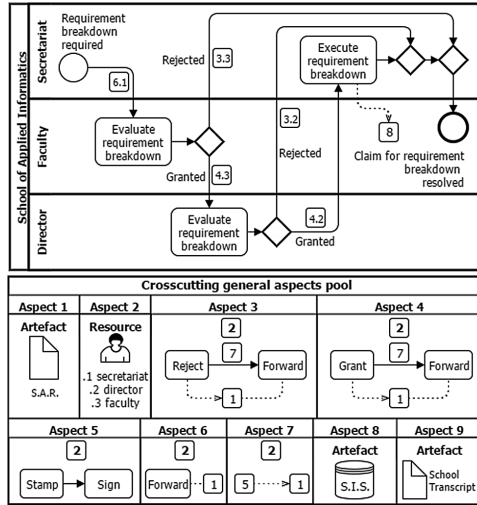 School of Applied Informatics
Secretariat
Requirement
breakdown
required
6.1
Rejected
3.3
Execute
requirement
breakdown
8
Faculty
Evaluate
requirement
breakdown
Granted
4.3
3.2
Rejected
Claim for requirement
breakdown
resolved
Director
Evaluate
requirement
breakdown
4.2
Granted
Crosscutting general aspects pool
Aspect 1
Artefact
S.A.R.
Aspect 2
Resource
.1 secretariat
.2 director
.3 faculty
Aspect 3
2
7
Reject
Forward
1
Aspect 4
2
7
Grant
Forward
1
Aspect 5
2
Stamp
Sign
Aspect 6
2
Forward
1
Aspect 7
2
5
1
Aspect 8
Artefact
S.I.S.
Aspect 9
Artefact
School
Transcript